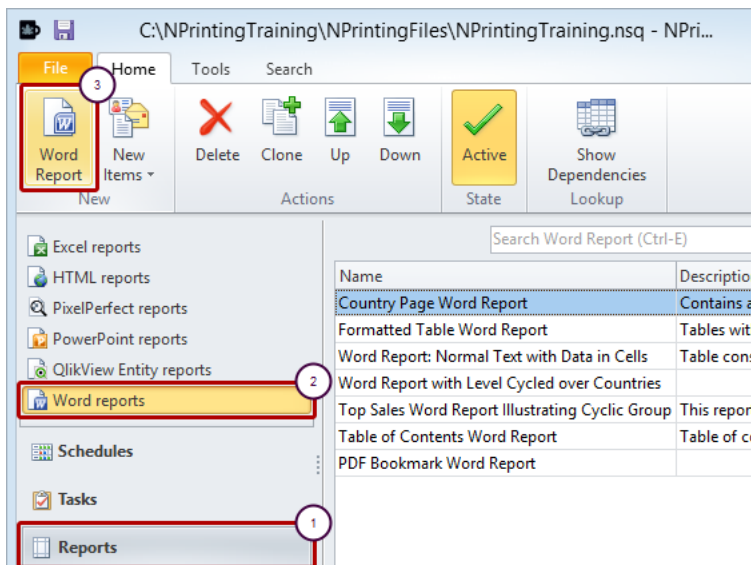 C:\NPrintingTraining\NPrintingFiles\NPrintingTraining.nsq - NPri...
File Home Tools Search
3
Word Report
New Items
Delete
Clone
Up
Down
Active
Show Dependencies
New
Actions
State
Lookup
Excel reports
HTML reports
PixelPerfect reports
PowerPoint reports
QlikView Entity reports
2
Word reports
Schedules
Tasks
1
Reports
Search Word Report (Ctrl-E)
Name Descriptio
Country Page Word Report Contains a
Formatted Table Word Report Tables wit
Word Report: Normal Text with Data in Cells Table cons
Word Report with Level Cycled over Countries
Top Sales Word Report Illustrating Cyclic Group This repor
Table of Contents Word Report Table of c
PDF Bookmark Word Report